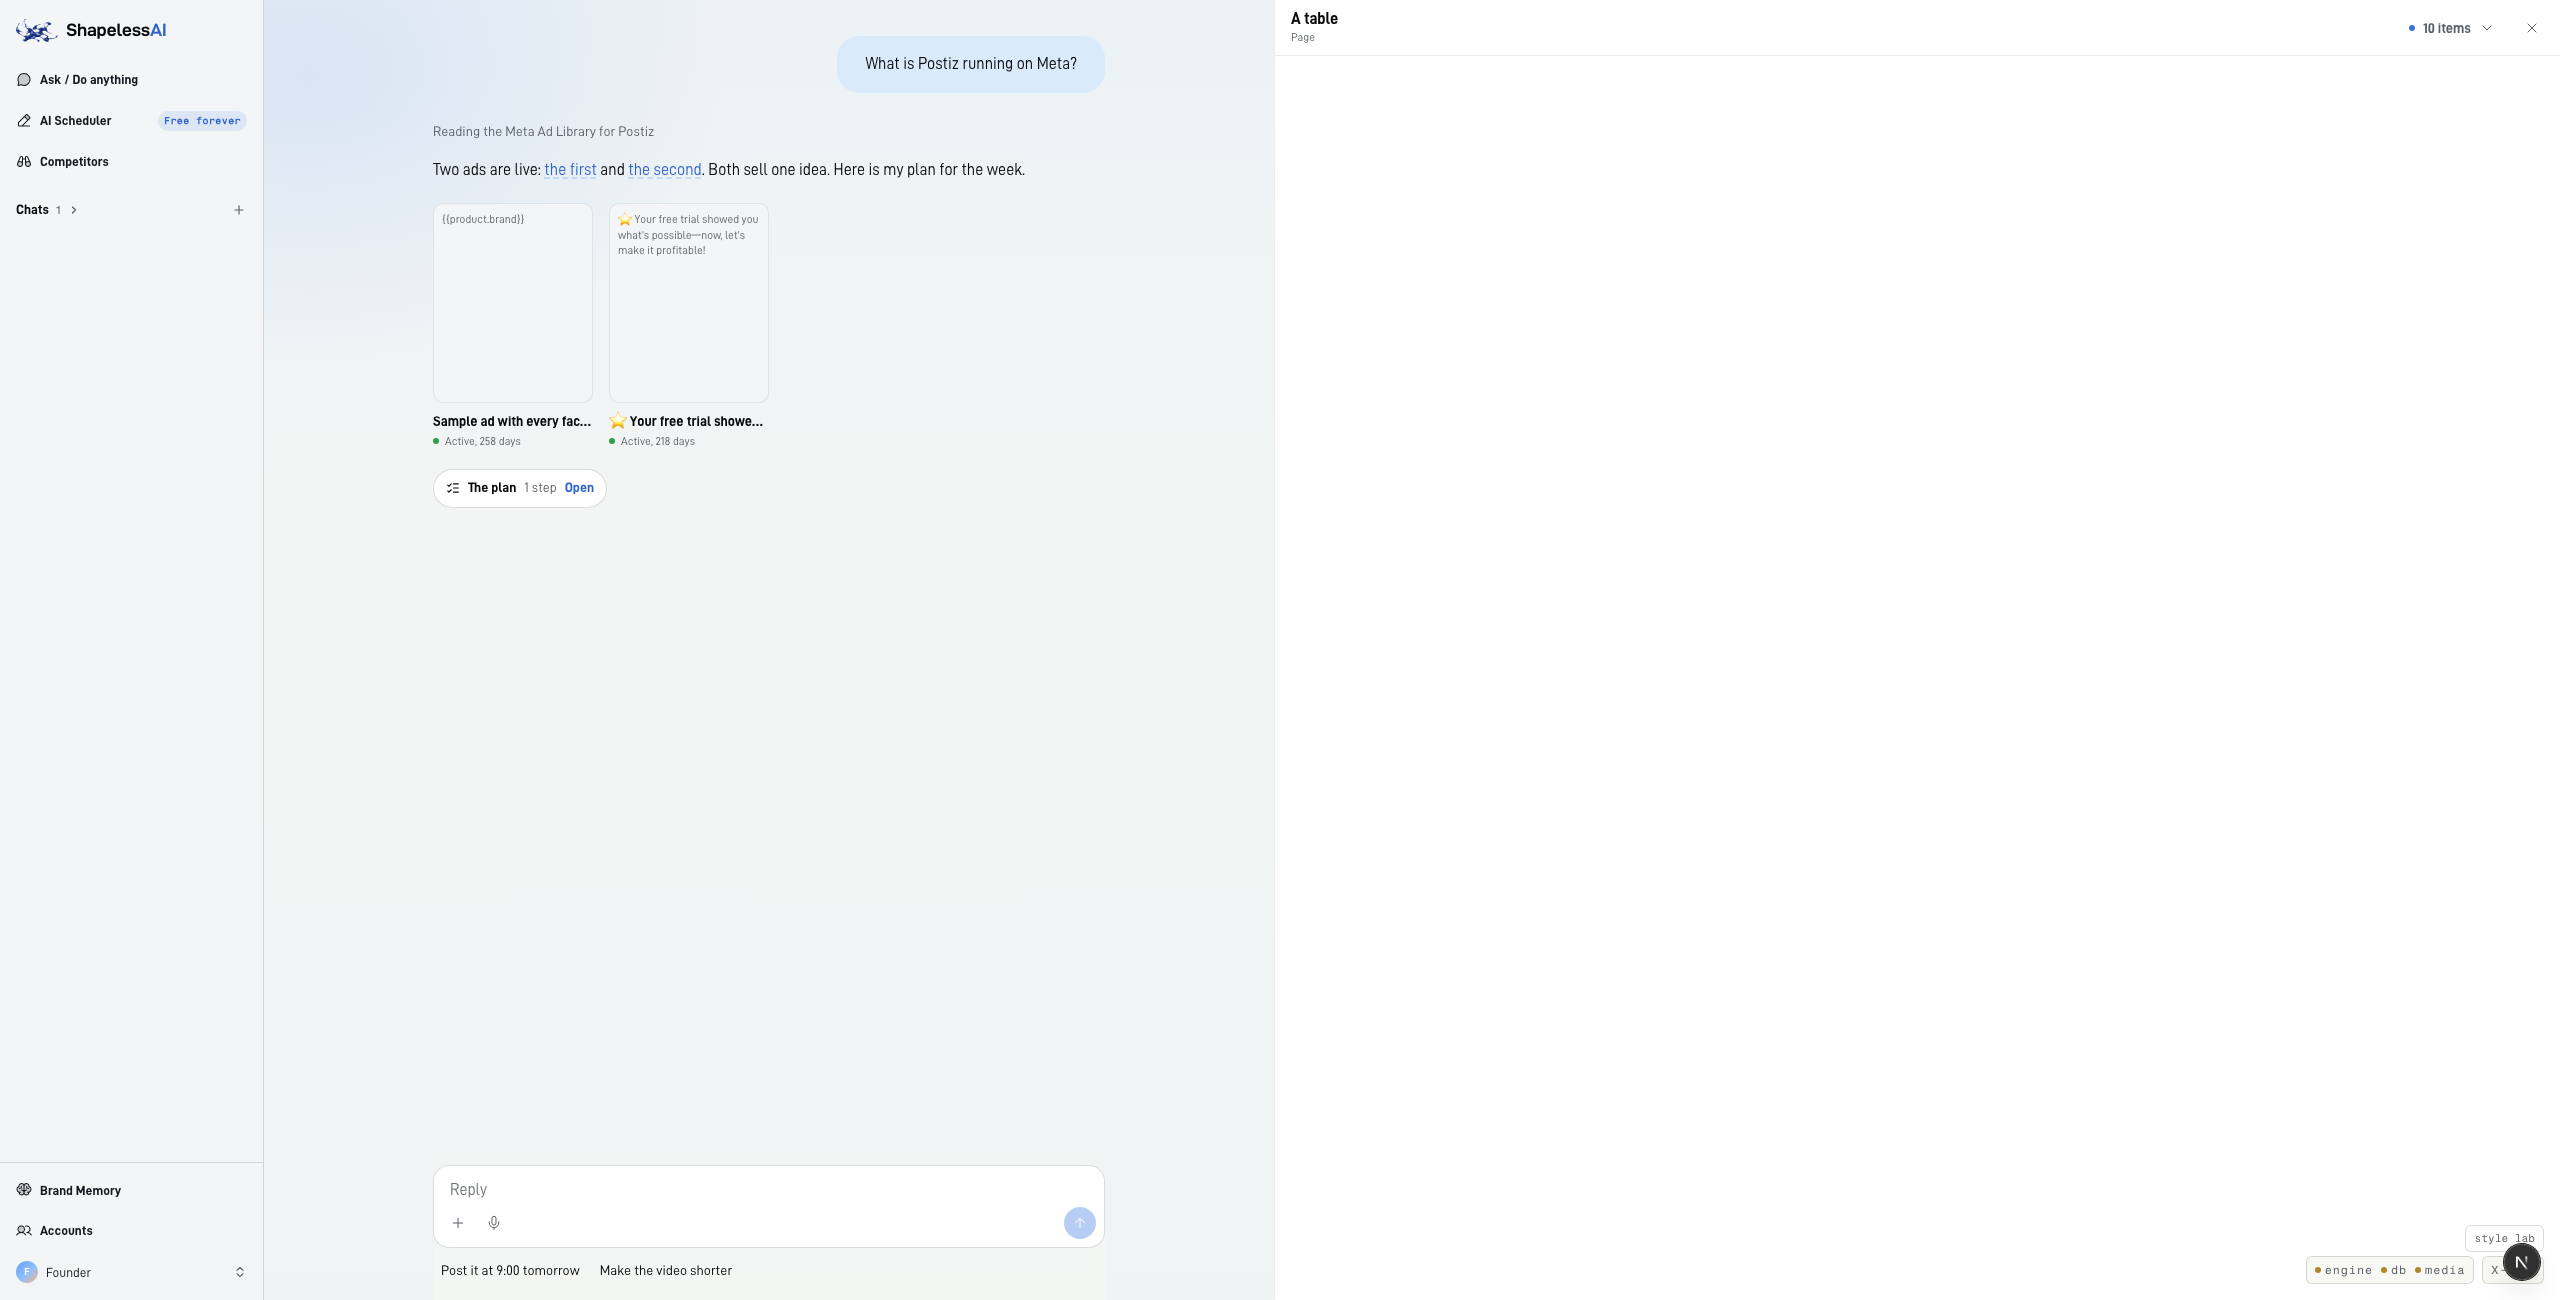 ShapelessAI
Ask / Do anything
AI Scheduler
Free forever
Competitors
Chats 1
Brand Memory
Accounts
F
Founder
What is Postiz running on Meta?
Reading the Meta Ad Library for Postiz
Two ads are live: the first and the second. Both sell one idea. Here is my plan for the week.
{{product.brand}}
⭐ Your free trial showed you
what's possible—now, let's
make it profitable!
Sample ad with every fac...
Active, 258 days
⭐ Your free trial showe...
Active, 218 days
The plan 1 step Open
Reply
Post it at 9:00 tomorrow
Make the video shorter
A table
Page
10 items
style lab
engine db media
X
N